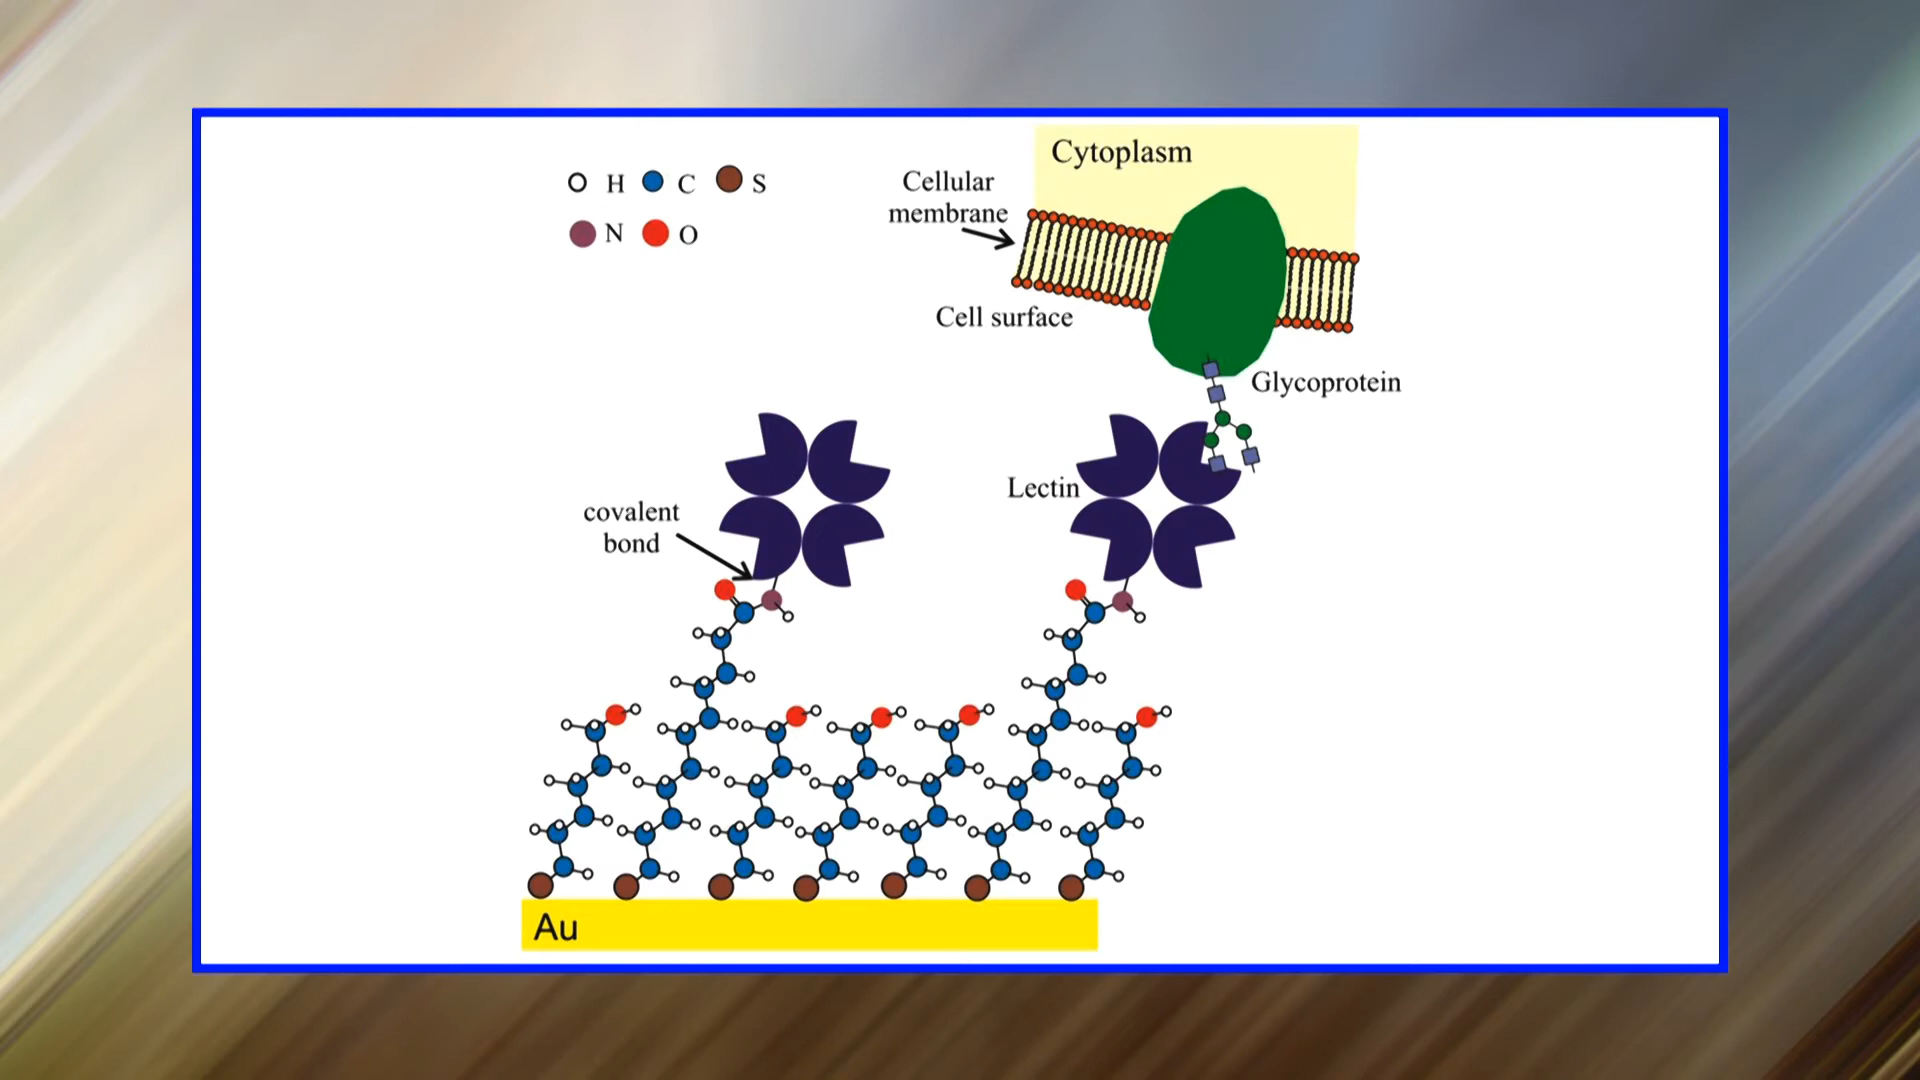 H C S
N O
Cytoplasm
Cellular
membrane
Cell surface
Glycoprotein
Lectin
covalent
bond
Au